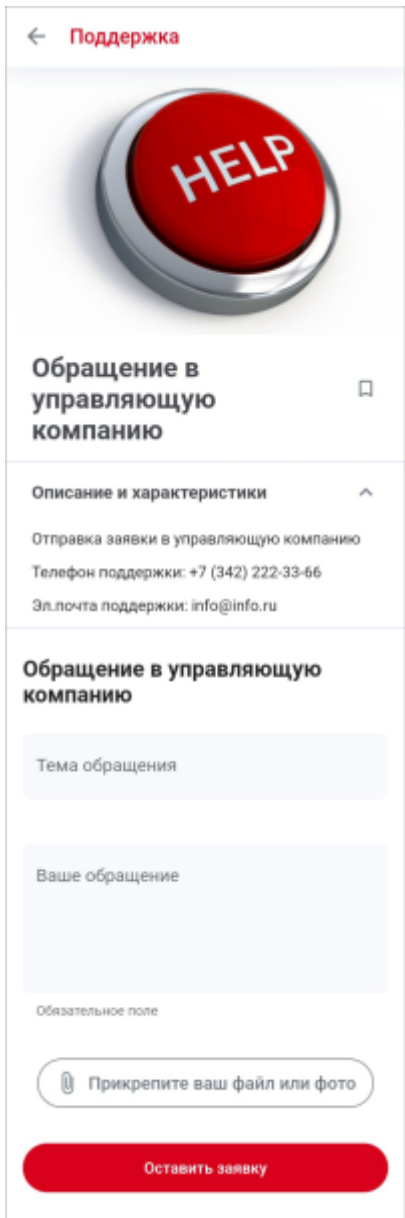 Поддержка
HELP
Обращение в
управляющую
компанию
Описание и характеристики
Отправка заявки в управляющую компанию
Телефон поддержки: +7 (342) 222-33-66
Эл.почта поддержки: info@info.ru
Обращение в управляющую
компанию
Тема обращения
Ваше обращение
Обязательное поле
Прикрепите ваш файл или фото
Оставить заявку